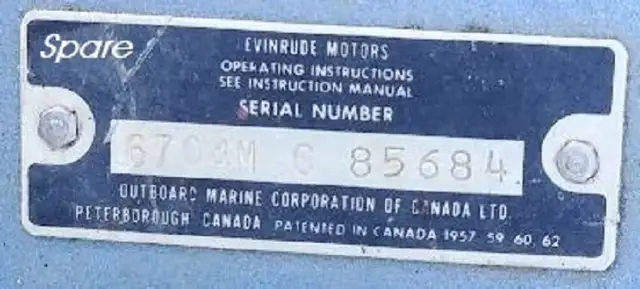 Spare
EVINRUDE MOTORS
OPERATING INSTRUCTIONS
SEE INSTRUCTION MANUAL
SERIAL NUMBER
6703M C 85684
OUTBOARD MARINE CORPORATION OF CANADA LTD.
PETERBOROUGH, CANADA PATENTED IN CANADA 1957, 59, 60, 62